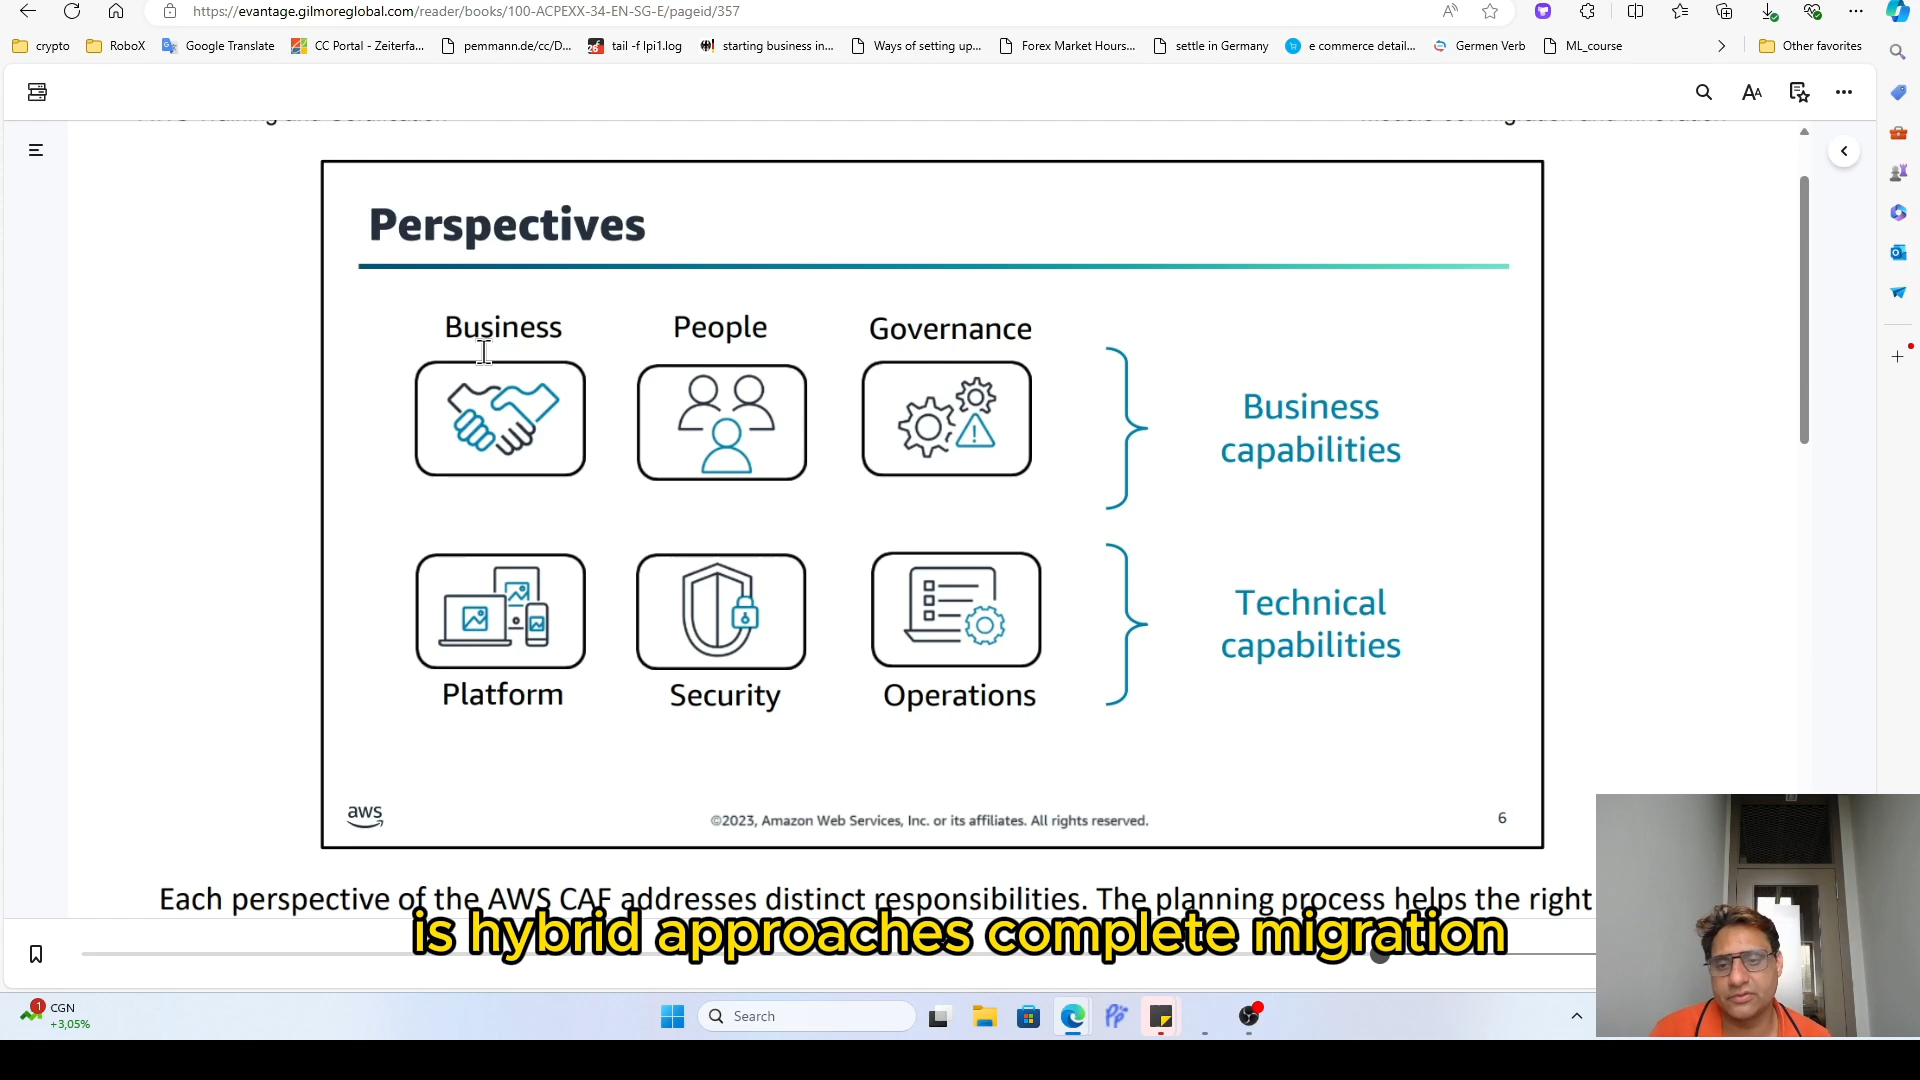 https://evantage.gilmoreglobal.com/reader/books/100-ACPEXX-34-EN-SG-E/pageid/357
crypto RoboX Google Translate CC Portal - Zeiterfa... pemmann.de/cc/D... tail -f lpi1.log starting business in... Ways of setting up... Forex Market Hours... settle in Germany e commerce detail... Germen Verb ML_course Other favorites
Perspectives
Business People Governance
Business
capabilities
Technical
capabilities
Platform Security Operations
aws
©2023, Amazon Web Services, Inc. or its affiliates. All rights reserved.
6
Each perspective of the AWS CAF addresses distinct responsibilities. The planning process helps the right
is hybrid approaches complete migration
1 CGN
+3,05%
Search